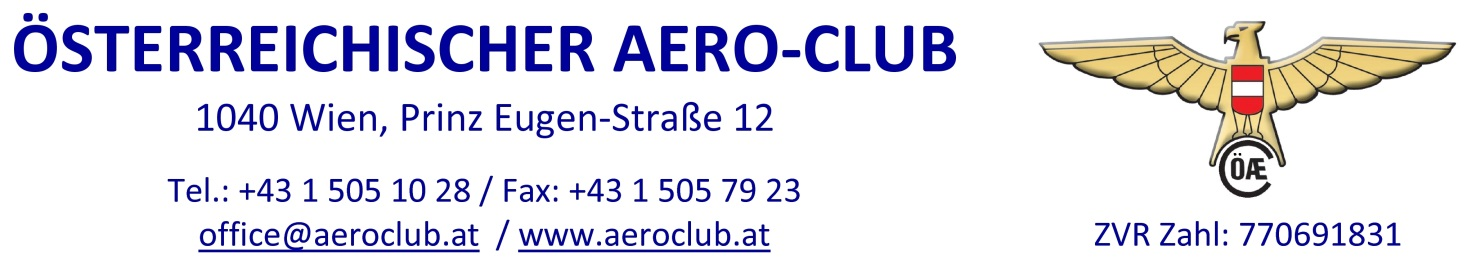 ÖSTERREICHISCHER AERO-CLUB
1040 Wien, Prinz Eugen-Straße 12
Tel.: +43 1 505 10 28 / Fax: +43 1 505 79 23
office@aeroclub.at / www.aeroclub.at
ÖÆC
ZVR Zahl: 770691831